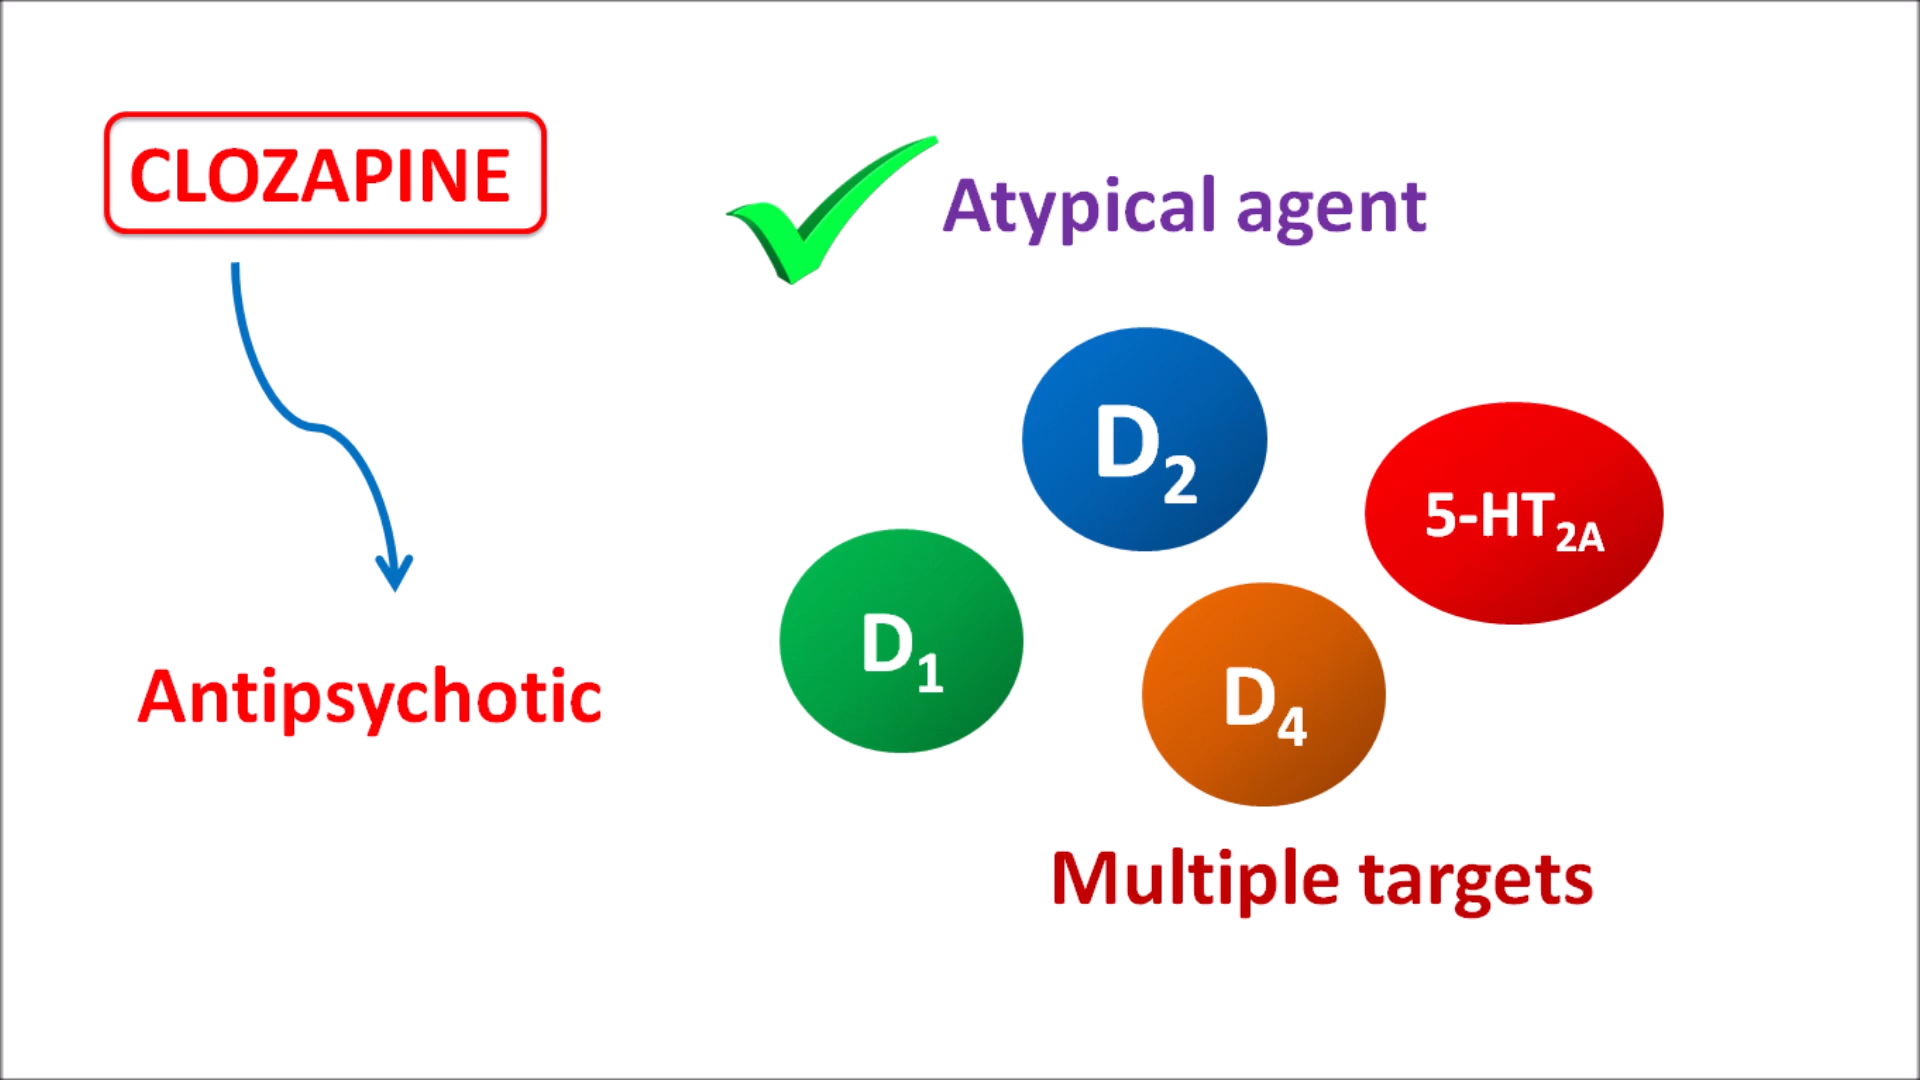 CLOZAPINE
Atypical agent
D₂
5-HT₂A
D₁
D₄
Antipsychotic
Multiple targets